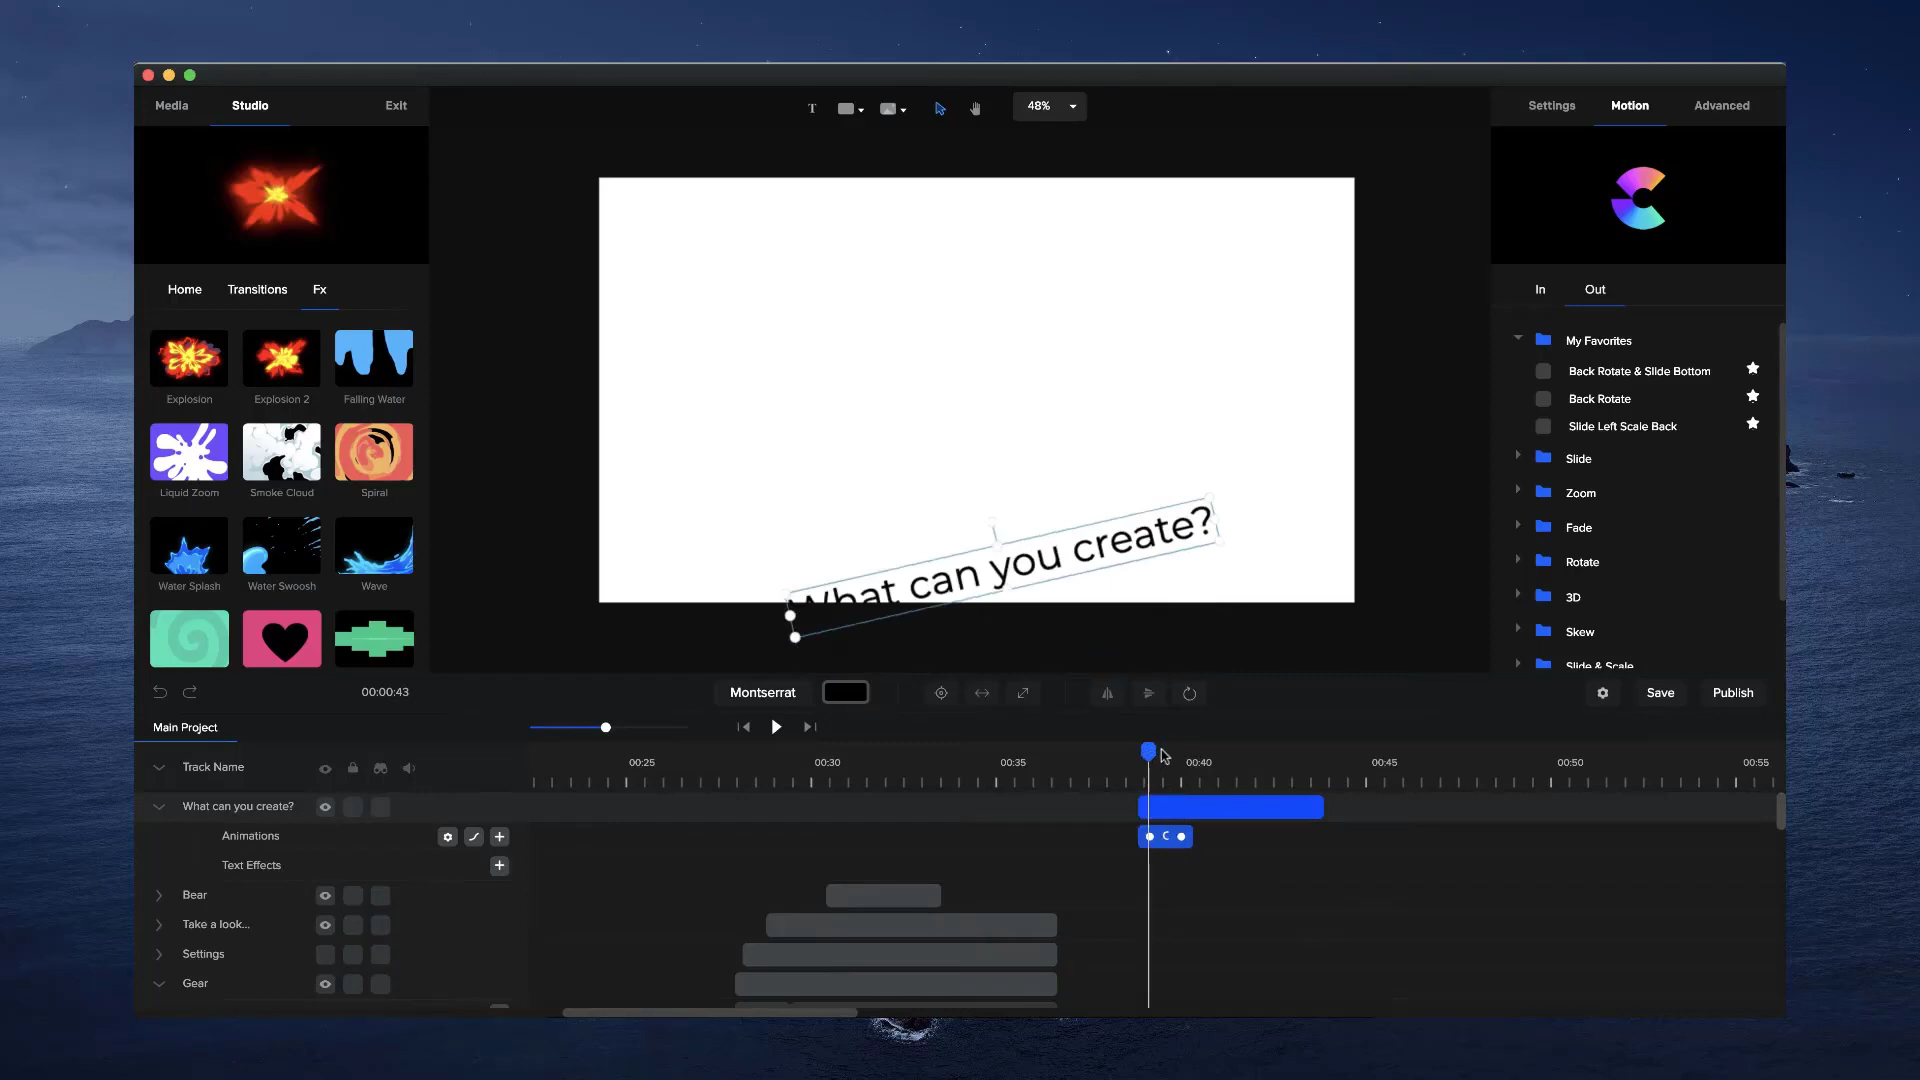 Media Studio Exit
T 48%
Settings Motion Advanced
Home Transitions Fx
Explosion Explosion 2 Falling Water
Liquid Zoom Smoke Cloud Spiral
Water Splash Water Swoosh Wave
What can you create?
In Out
My Favorites
Back Rotate & Slide Bottom
Back Rotate
Slide Left Scale Back
Slide
Zoom
Fade
Rotate
3D
Skew
Slide & Scale
00:00:43
Montserrat
Save Publish
Main Project
Track Name
00:25 00:30 00:35 00:40 00:45 00:50 00:55
What can you create?
Animations
C
Text Effects
Bear
Take a look...
Settings
Gear